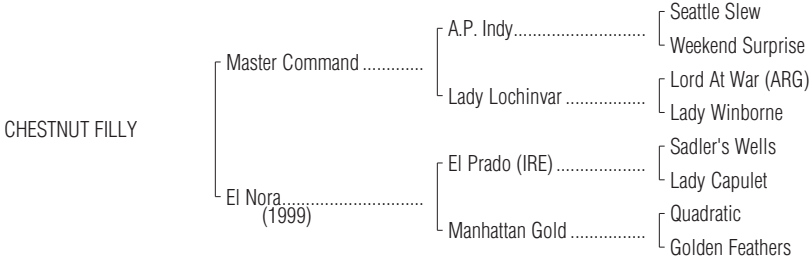 Seattle Slew
A.P. Indy..............................
Weekend Surprise
Master Command .............
Lord At War (ARG)
Lady Lochinvar ..................
Lady Winborne
CHESTNUT FILLY
Sadler's Wells
El Prado (IRE) ....................
Lady Capulet
El Nora................................
(1999)
Quadratic
Manhattan Gold .................
Golden Feathers